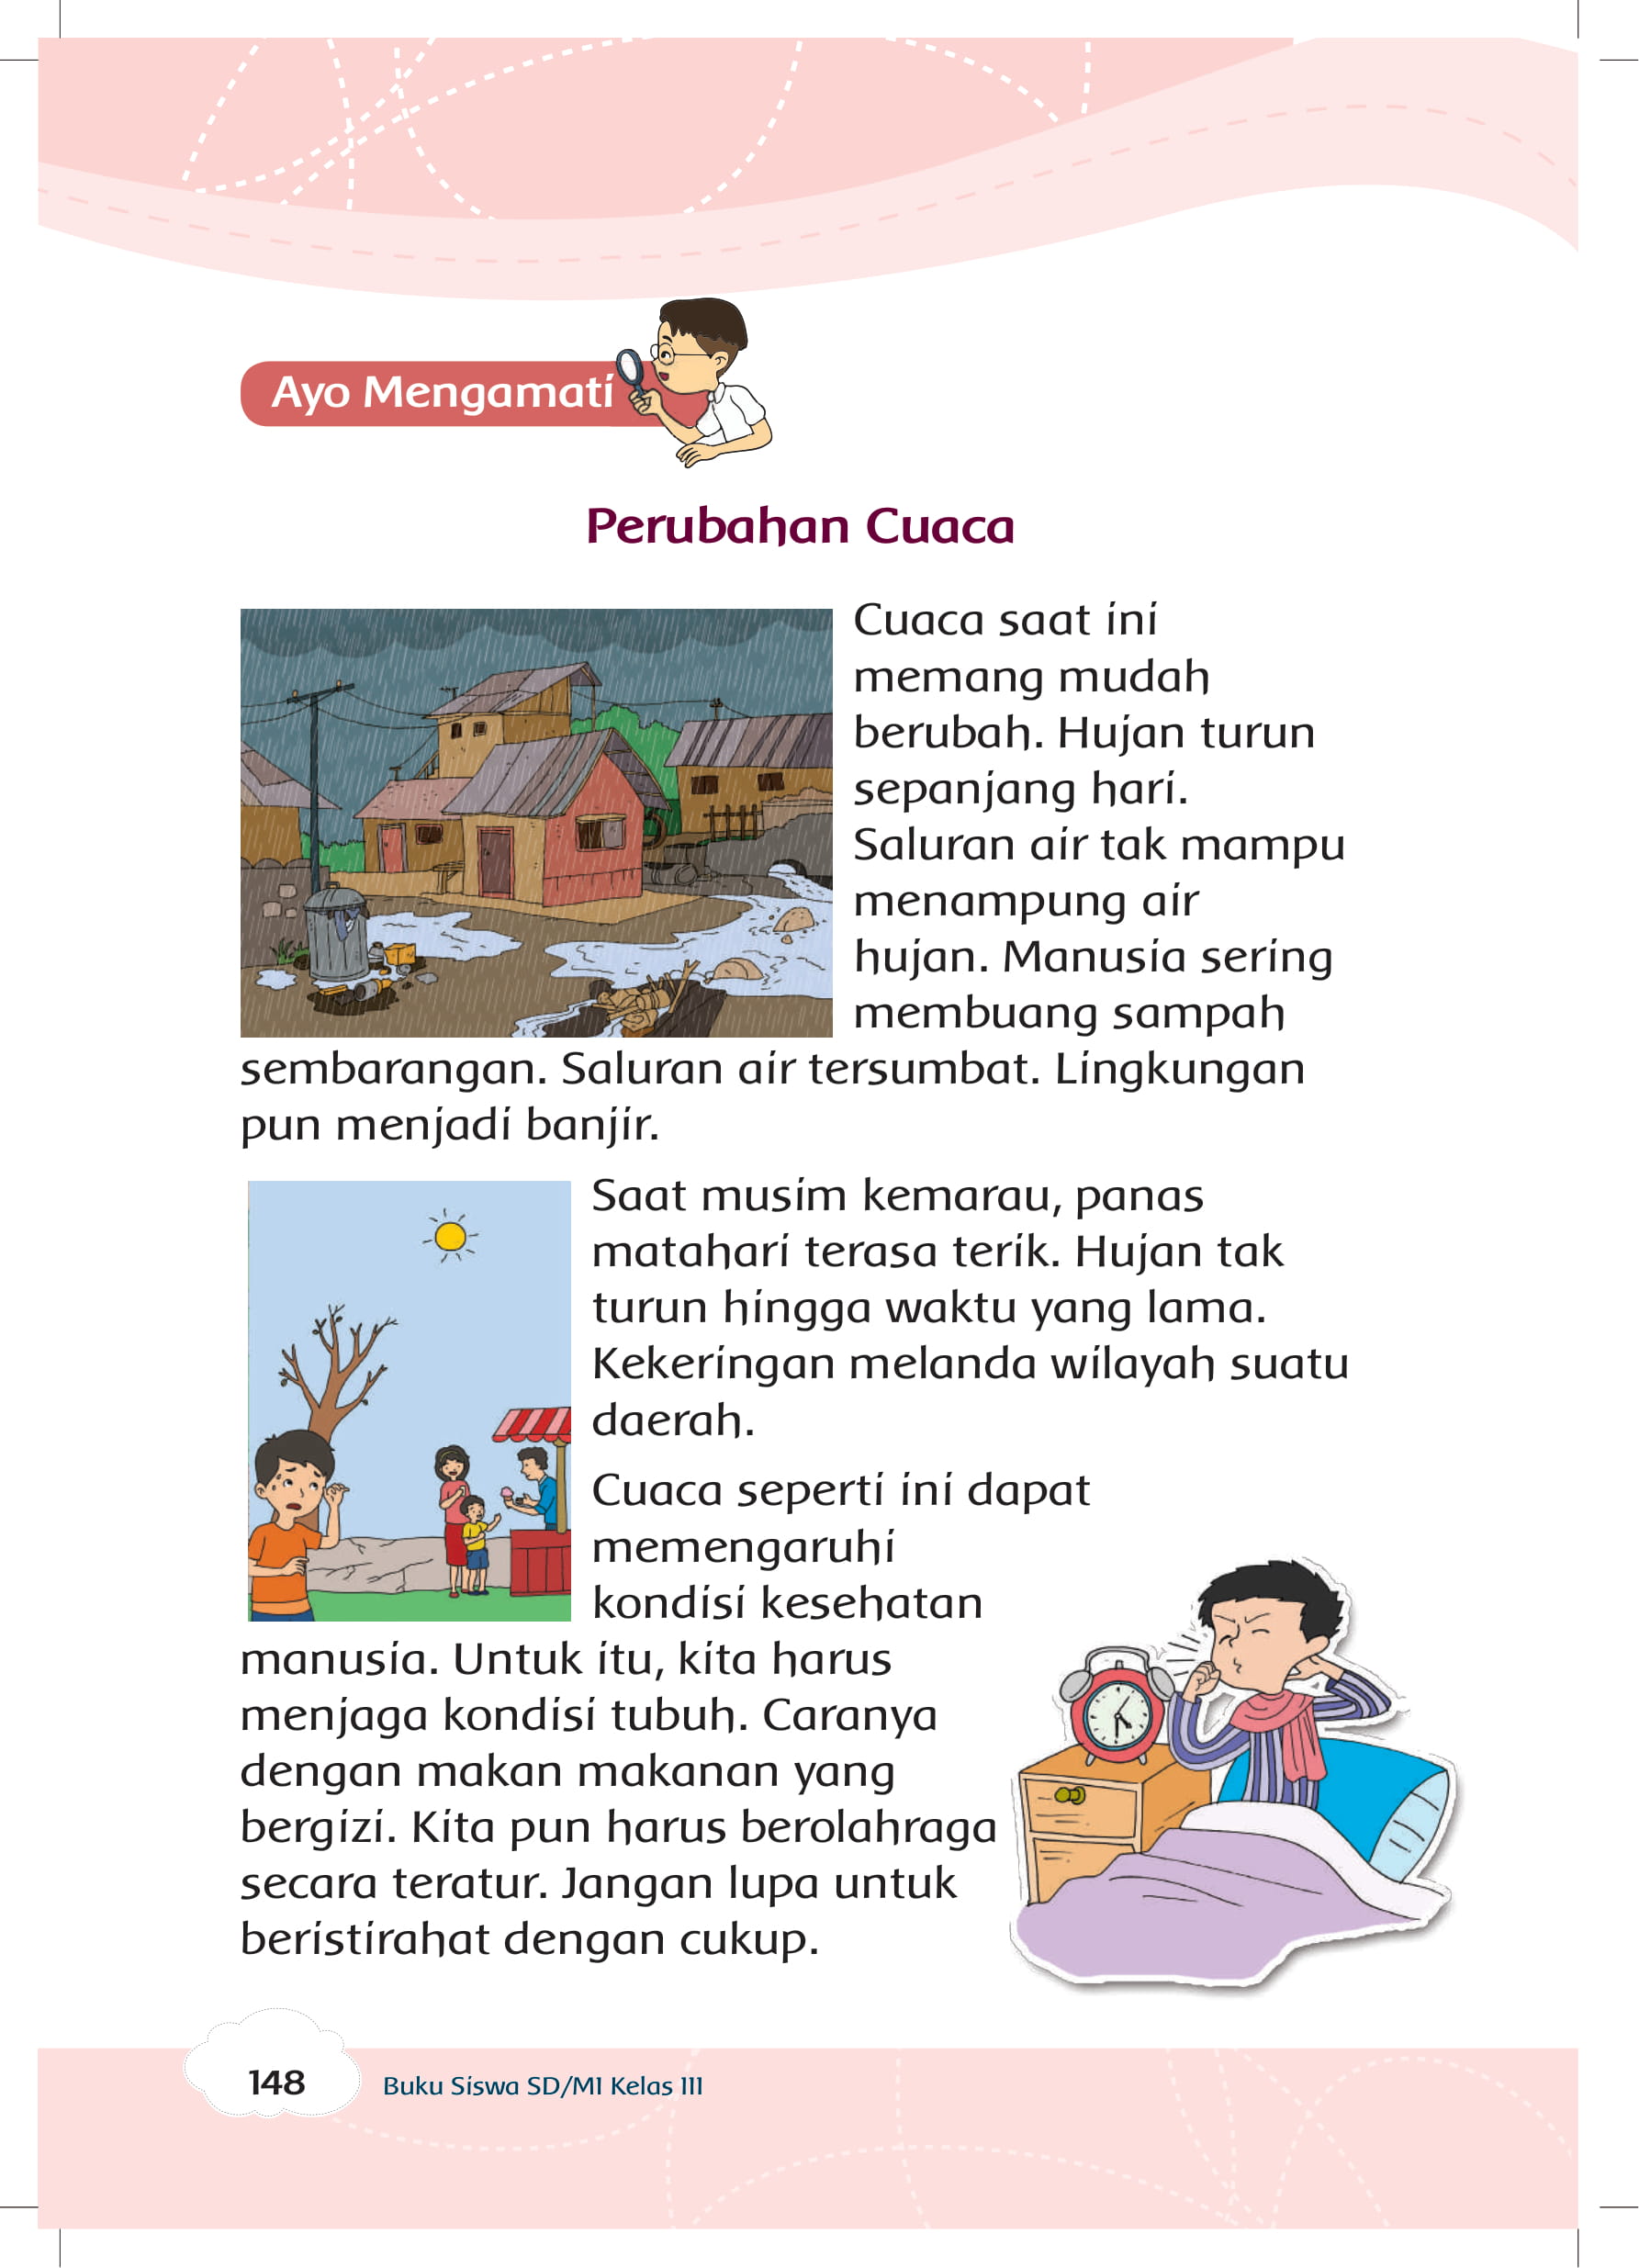 Ayo Mengamati
Perubahan Cuaca
Cuaca saat ini
memang mudah
berubah. Hujan turun
sepanjang hari.
Saluran air tak mampu
menampung air
hujan. Manusia sering
membuang sampah
sembarangan. Saluran air tersumbat. Lingkungan
pun menjadi banjir.
Saat musim kemarau, panas
matahari terasa terik. Hujan tak
turun hingga waktu yang lama.
Kekeringan melanda wilayah suatu
daerah.
Cuaca seperti ini dapat
memengaruhi
kondisi kesehatan
manusia. Untuk itu, kita harus
menjaga kondisi tubuh. Caranya
dengan makan makanan yang
bergizi. Kita pun harus berolahraga
secara teratur. Jangan lupa untuk
beristirahat dengan cukup.
148
Buku Siswa SD/MI Kelas III